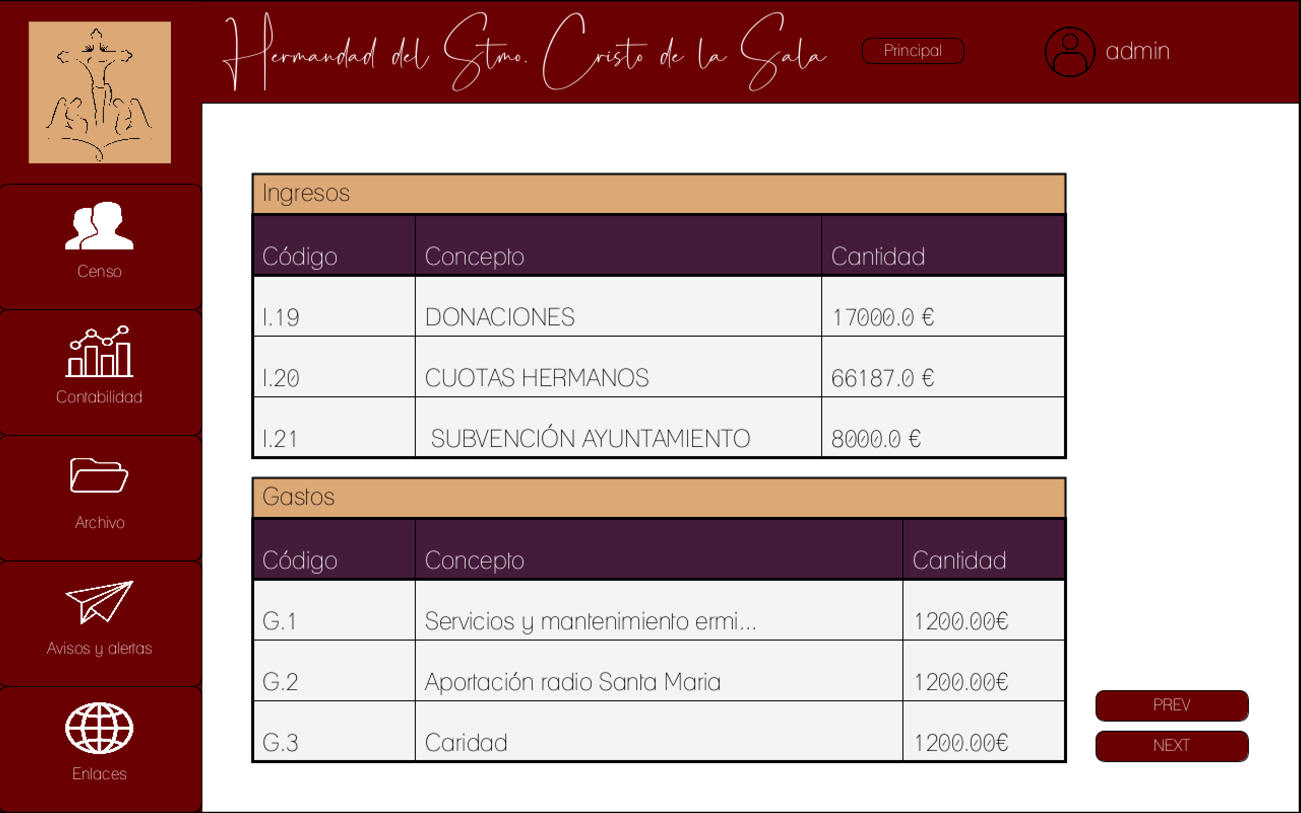 Hermandad del Stmo. Cristo de la Sala
Principal
admin
Censo
Contabilidad
Archivo
Avisos y alertas
Enlaces
Ingresos
Código Concepto Cantidad
I.19 DONACIONES 17000.0 €
I.20 CUOTAS HERMANOS 66187.0 €
I.21 SUBVENCIÓN AYUNTAMIENTO 8000.0 €
Gastos
Código Concepto Cantidad
G.1 Servicios y mantenimiento ermi... 1200.00€
G.2 Aportación radio Santa Maria 1200.00€
G.3 Caridad 1200.00€
PREV
NEXT